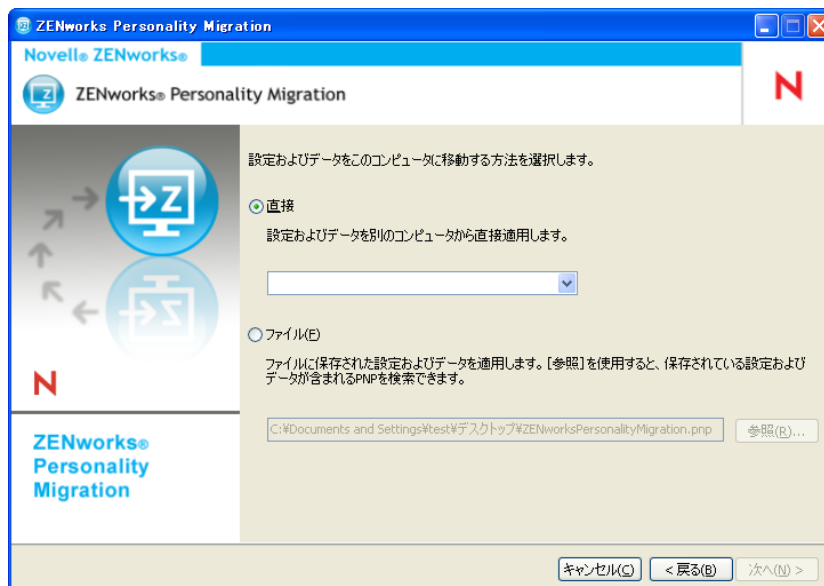 ZENworks Personality Migration
Novell® ZENworks®
ZENworks® Personality Migration
N
設定およびデータをこのコンピュータに移動する方法を選択します。
直接
設定およびデータを別のコンピュータから直接適用します。
ファイル(F)
ファイルに保存された設定およびデータを適用します。[参照]を使用すると、保存されている設定および
データが含まれるPNPを検索できます。
C:¥Documents and Settings¥test¥デスクトップ¥ZENworksPersonalityMigration.pnp
参照(R)...
Z
N
ZENworks®
Personality
Migration
キャンセル(C)
< 戻る(B)
次へ(N) >